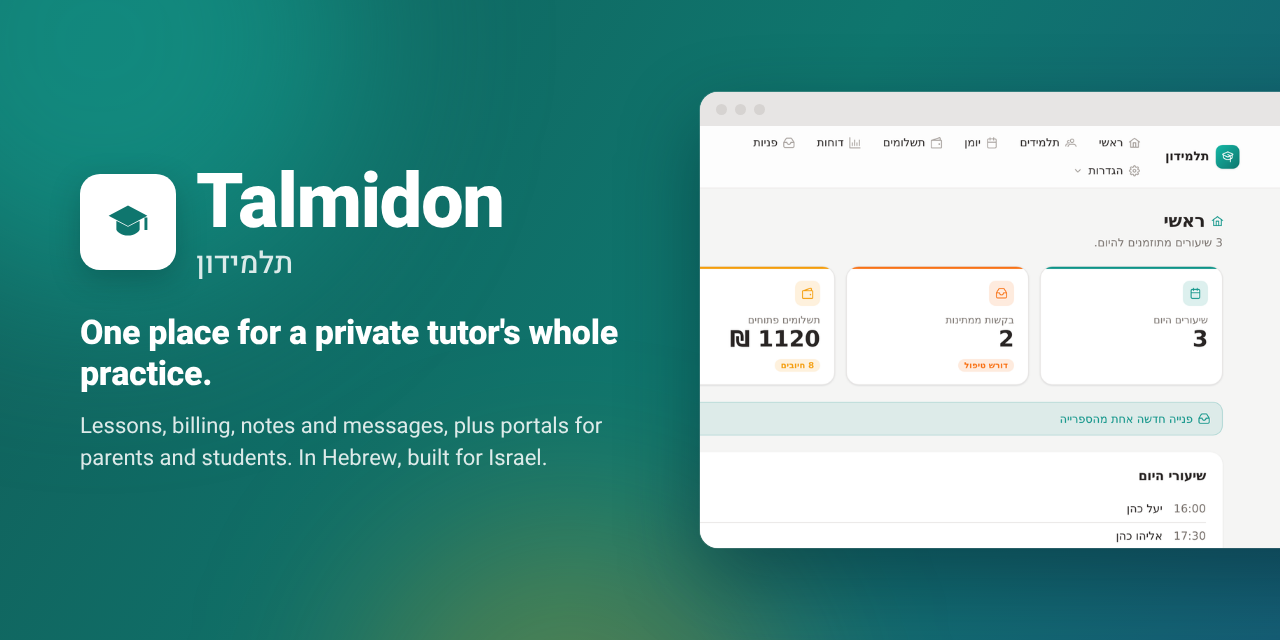 Talmidon
תלמידון
One place for a private tutor's whole
practice.
Lessons, billing, notes and messages, plus portals for
parents and students. In Hebrew, built for Israel.
תלמידון
ראשי תלמידים יומן תשלומים דוחות פניות
הגדרות
ראשי
3 שיעורים מתוזמנים להיום.
שיעורים היום
3
בקשות ממתינות
2
דורש טיפול
תשלומים פתוחים
1120 ₪
8 חיובים
פנייה חדשה אחת מהספרייה
שיעורי היום
16:00 יעל כהן
17:30 אליהו כהן